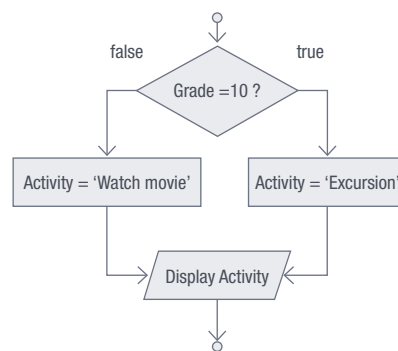 false
true
Grade =10 ?
Activity = ‘Watch movie’
Activity = ‘Excursion’
Display Activity